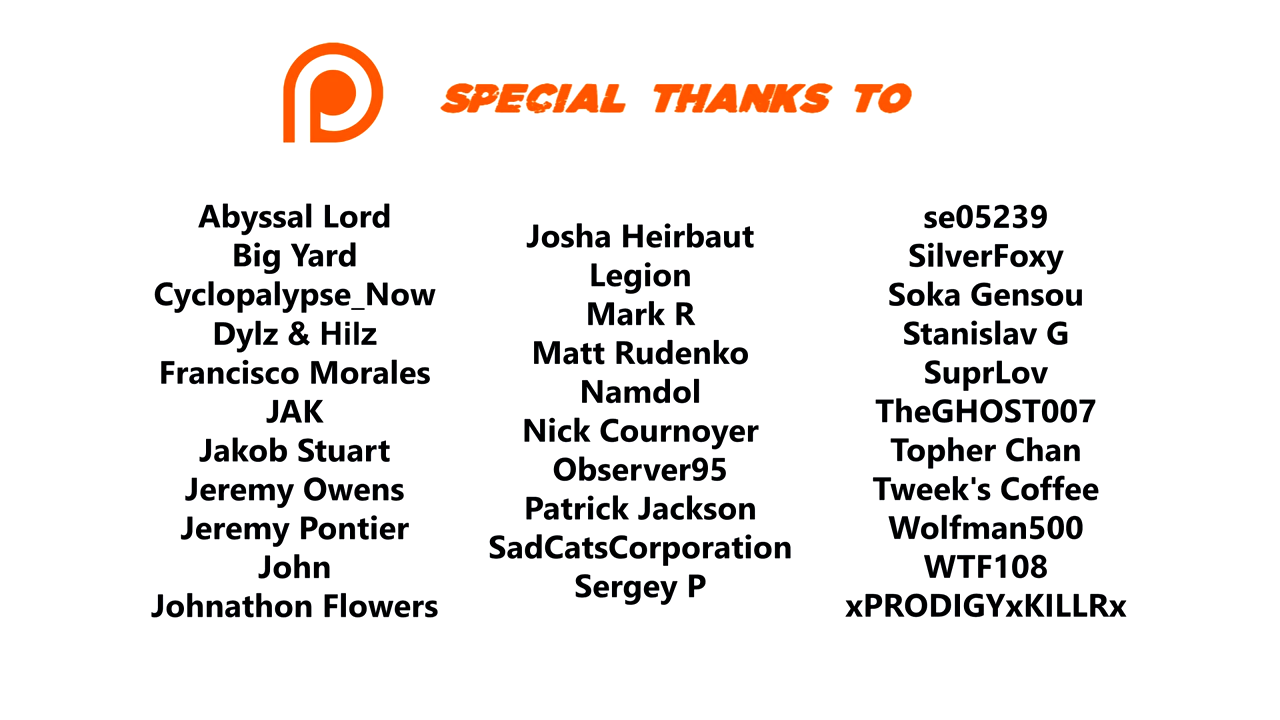 SPECIAL THANKS TO
Abyssal Lord
Big Yard
Cyclopalypse_Now
Dylz & Hilz
Francisco Morales
JAK
Jakob Stuart
Jeremy Owens
Jeremy Pontier
John
Johnathon Flowers
Josha Heirbaut
Legion
Mark R
Matt Rudenko
Namdol
Nick Cournoyer
Observer95
Patrick Jackson
SadCatsCorporation
Sergey P
se05239
SilverFoxy
Soka Gensou
Stanislav G
SuprLov
TheGHOST007
Topher Chan
Tweek's Coffee
Wolfman500
WTF108
xPRODIGYxKILLRx